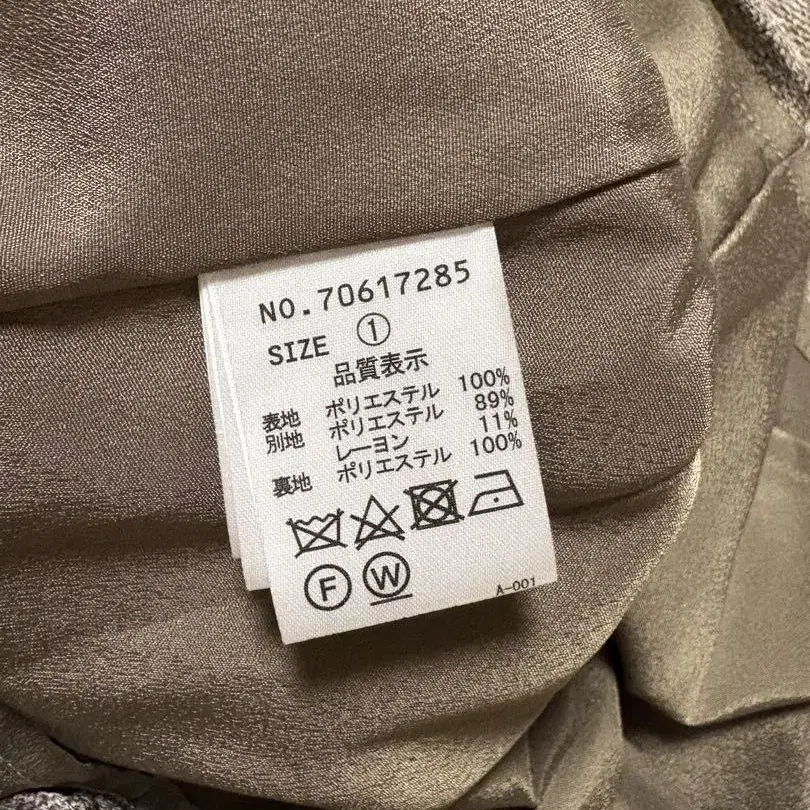 NO.70617285
SIZE ①
品質表示
表地 ポリエステル 100%
別地 ポリエステル 89%
レーヨン 11%
裏地 ポリエステル 100%
F W
A-001